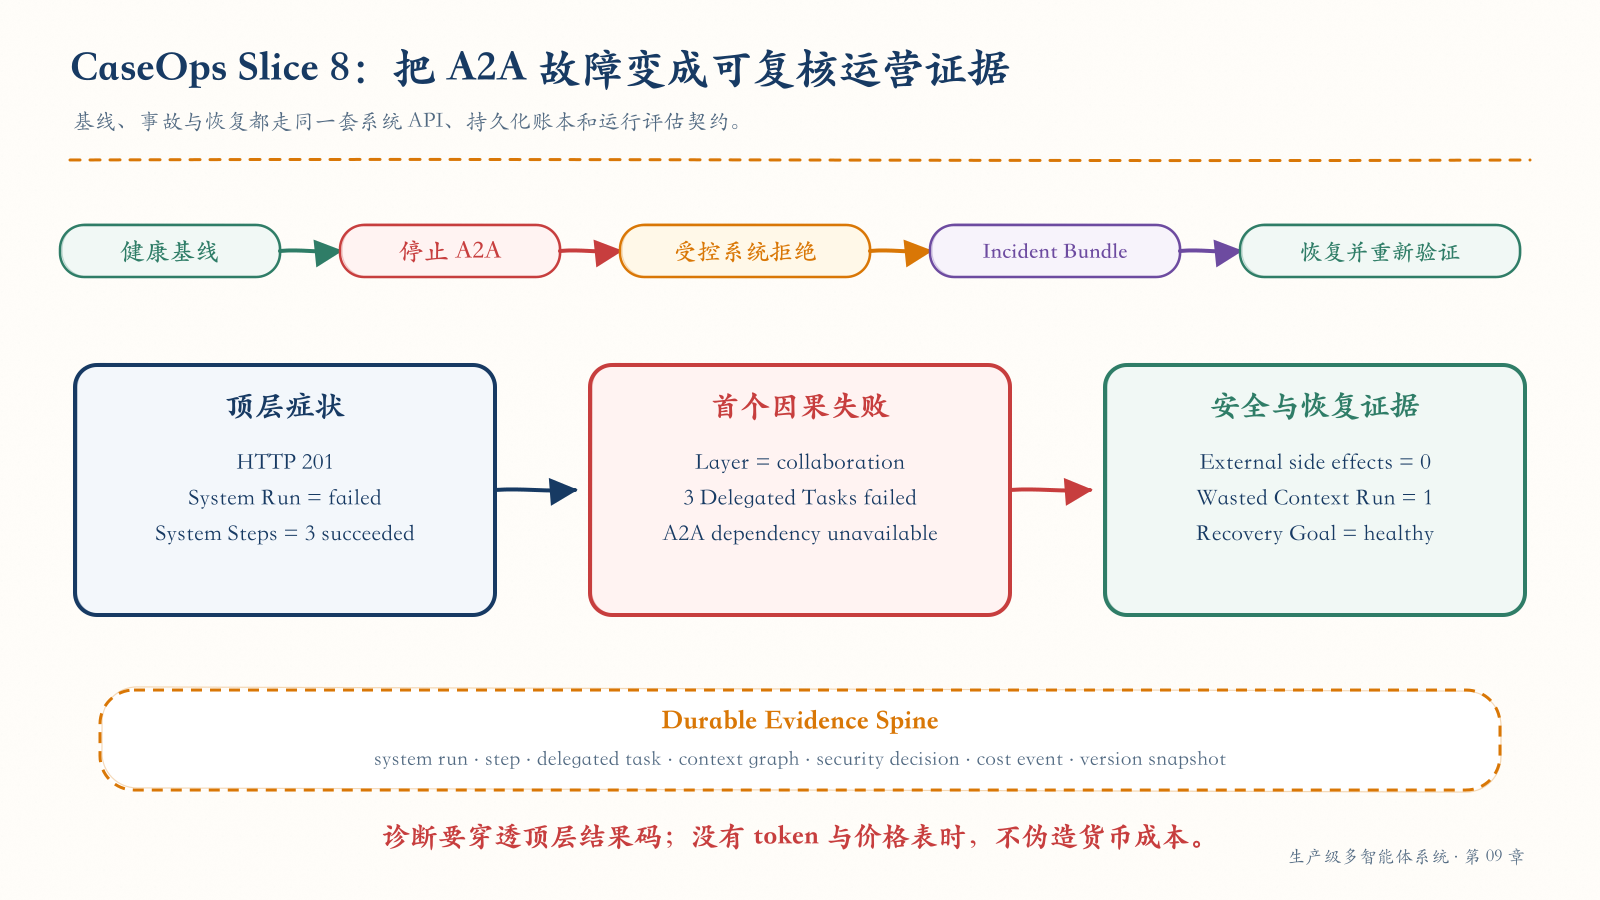 CaseOps Slice 8：把 A2A 故障变成可复核运营证据
基线、事故与恢复都走同一套系统 API、持久化账本和运行评估契约。
健康基线
停止 A2A
受控系统拒绝
Incident Bundle
恢复并重新验证
顶层症状
HTTP 201
System Run = failed
System Steps = 3 succeeded
首个因果失败
Layer = collaboration
3 Delegated Tasks failed
A2A dependency unavailable
安全与恢复证据
External side effects = 0
Wasted Context Run = 1
Recovery Goal = healthy
Durable Evidence Spine
system run · step · delegated task · context graph · security decision · cost event · version snapshot
诊断要穿透顶层结果码；没有 token 与价格表时，不伪造货币成本。
生产级多智能体系统 · 第 09 章